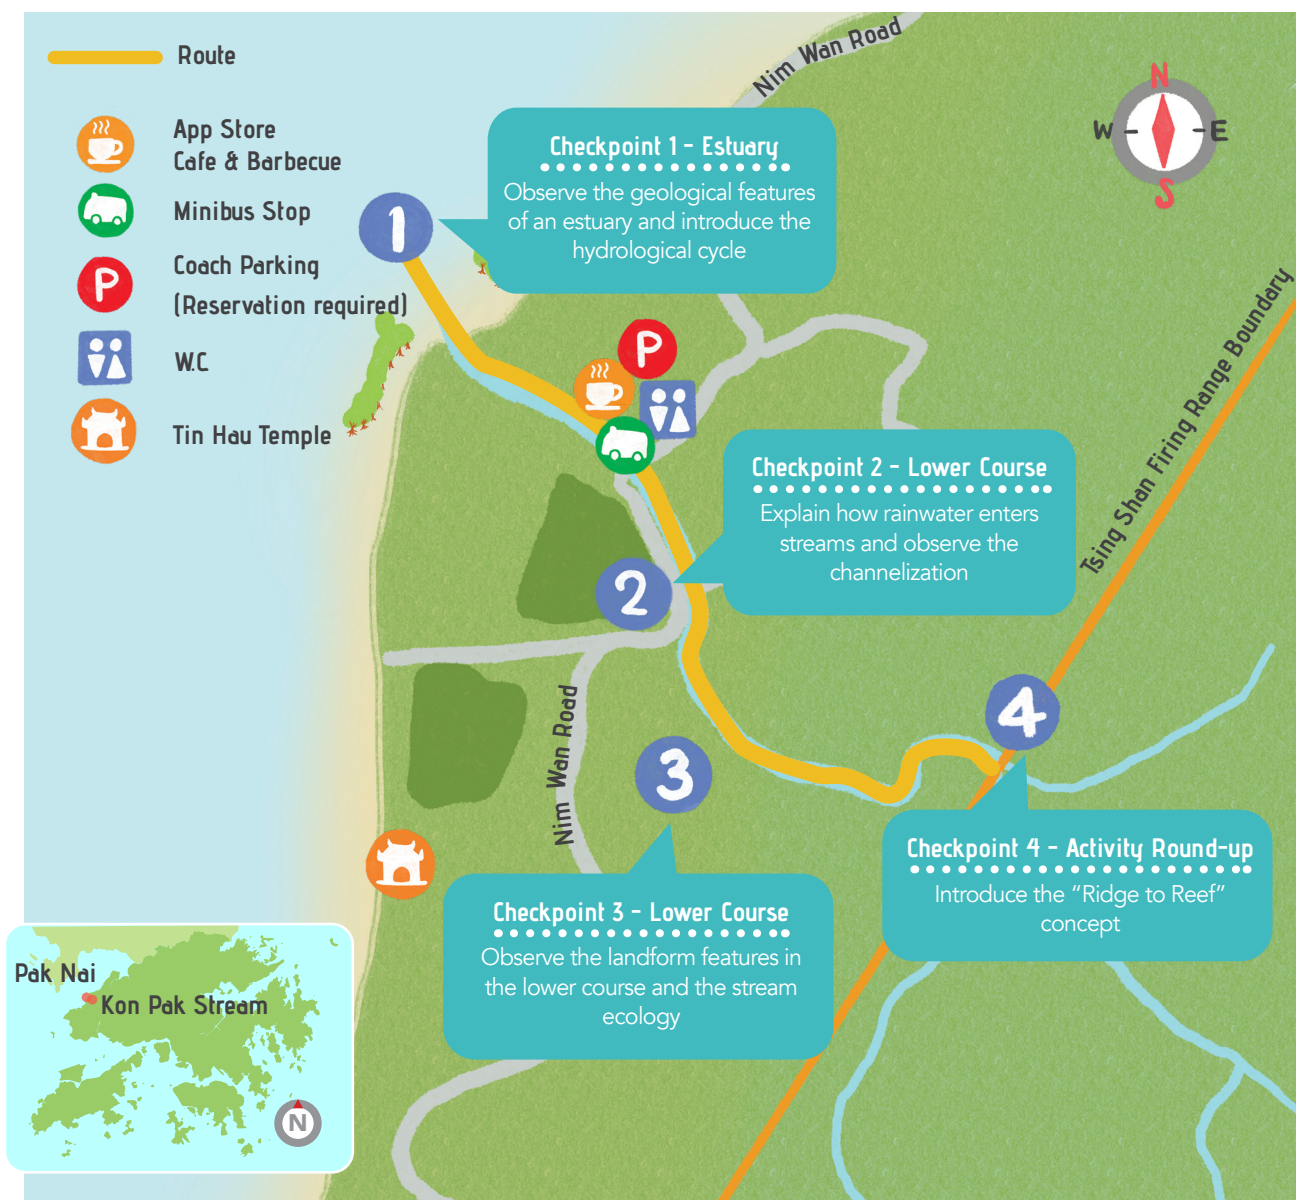 Route
App Store
Cafe & Barbecue
Minibus Stop
P
Coach Parking
(Reservation required)
W.C
Tin Hau Temple
Nim Wan Road
N
W
E
S
1
Checkpoint 1 - Estuary
Observe the geological features
of an estuary and introduce the
hydrological cycle
P
Tsing Shan Firing Range Boundary
2
Checkpoint 2 - Lower Course
Explain how rainwater enters
streams and observe the
channelization
Nim Wan Road
3
Checkpoint 3 - Lower Course
Observe the landform features in
the lower course and the stream
ecology
4
Checkpoint 4 - Activity Round-up
Introduce the “Ridge to Reef”
concept
Pak Nai
Kon Pak Stream
N